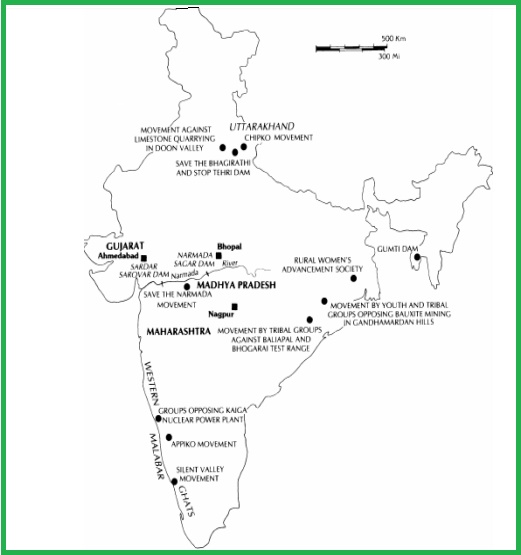 500 Km
300 Mi
UTTARAKHAND
MOVEMENT AGAINST
LIMESTONE QUARRYING
IN DOON VALLEY
CHIPKO MOVEMENT
SAVE THE BHAGIRATHI
AND STOP TEHRI DAM
GUJARAT
Ahmedabad
SARDAR
SAROVAR DAM
Bhopal
NARMADA
SAGAR DAM
River
Narmada
MADHYA PRADESH
SAVE THE NARMADA
MOVEMENT
Nagpur
MAHARASHTRA
GUMTI DAM
RURAL WOMEN'S
ADVANCEMENT SOCIETY
MOVEMENT BY YOUTH AND TRIBAL
GROUPS OPPOSING BAUXITE MINING
IN GANDHAMARDAN HILLS
MOVEMENT BY TRIBAL GROUPS
AGAINST BALIAPAL AND
BHOGARAI TEST RANGE
WESTERN
GHATS
MALABAR
GROUPS OPPOSING KAIGA
NUCLEAR POWER PLANT
APPIKO MOVEMENT
SILENT VALLEY
MOVEMENT